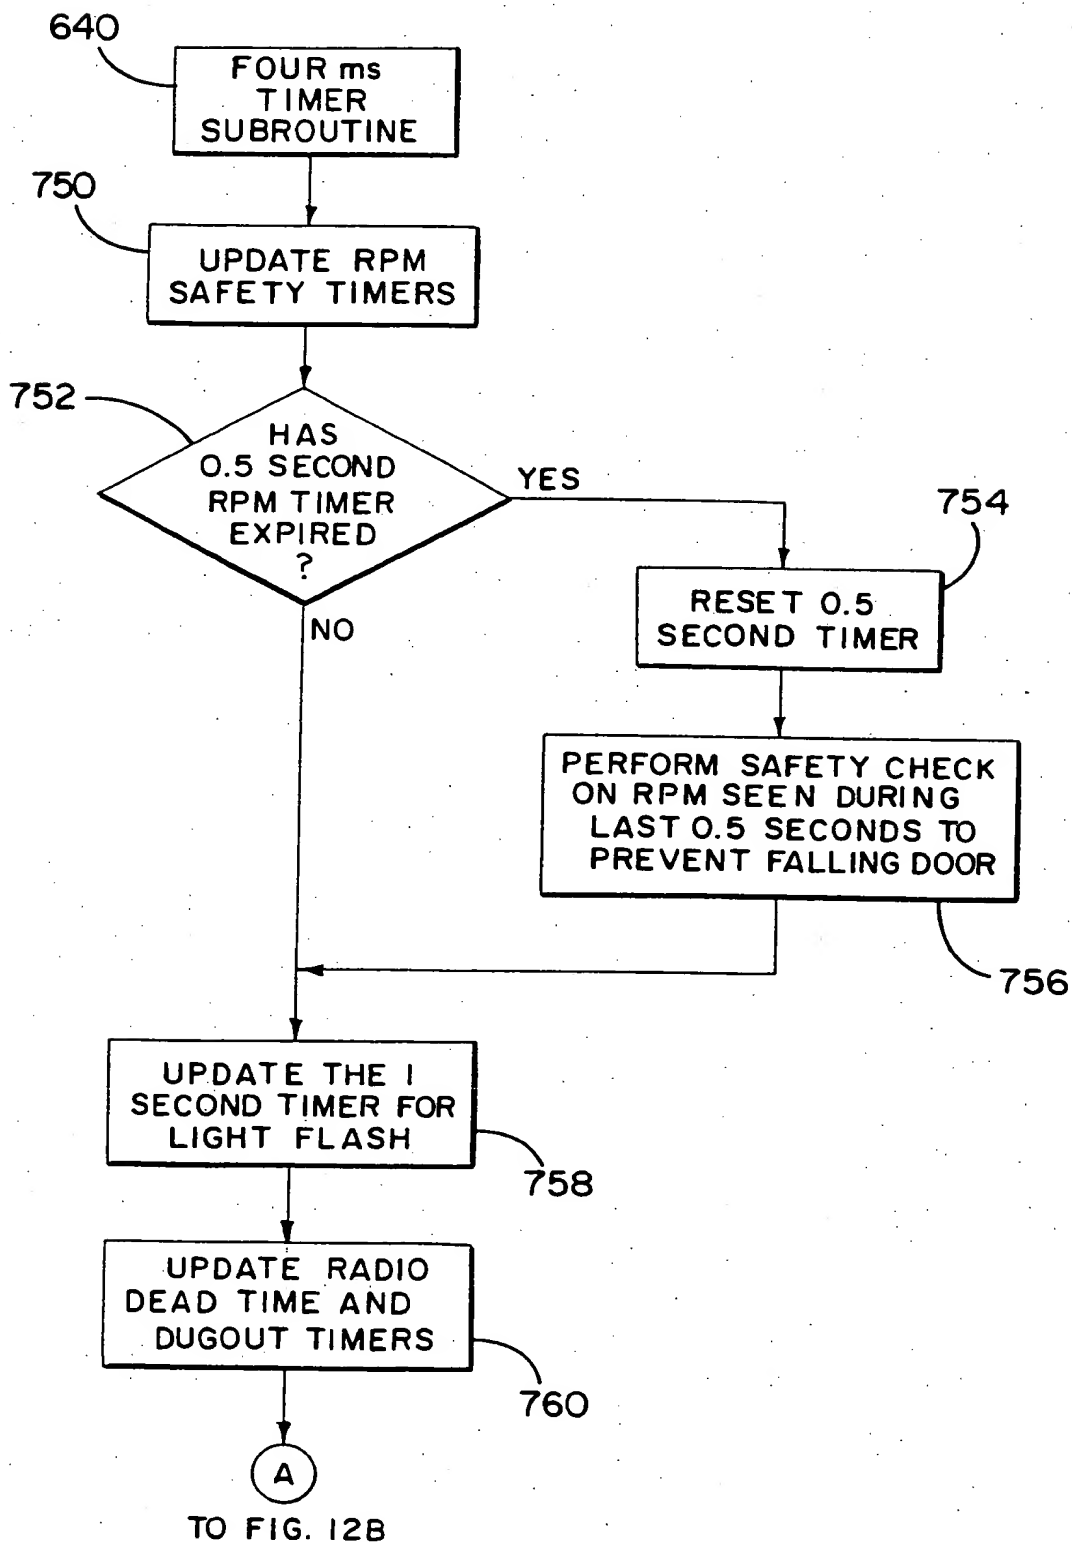 640
FOUR ms
TIMER
SUBROUTINE
750
UPDATE RPM
SAFETY TIMERS
752
HAS
0.5 SECOND
RPM TIMER
EXPIRED
?
YES
NO
754
RESET 0.5
SECOND TIMER
PERFORM SAFETY CHECK
ON RPM SEEN DURING
LAST 0.5 SECONDS TO
PREVENT FALLING DOOR
756
UPDATE THE 1
SECOND TIMER FOR
LIGHT FLASH
758
UPDATE RADIO
DEAD TIME AND
DUGOUT TIMERS
760
A
TO FIG. 12B